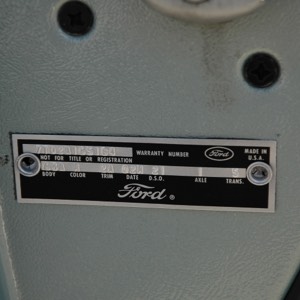 WARRANTY NUMBER
Ford
MADE IN
U.S.A.
NOT FOR TITLE OR REGISTRATION
BODY COLOR TRIM DATE D.S.O. AXLE TRANS.
Ford ®